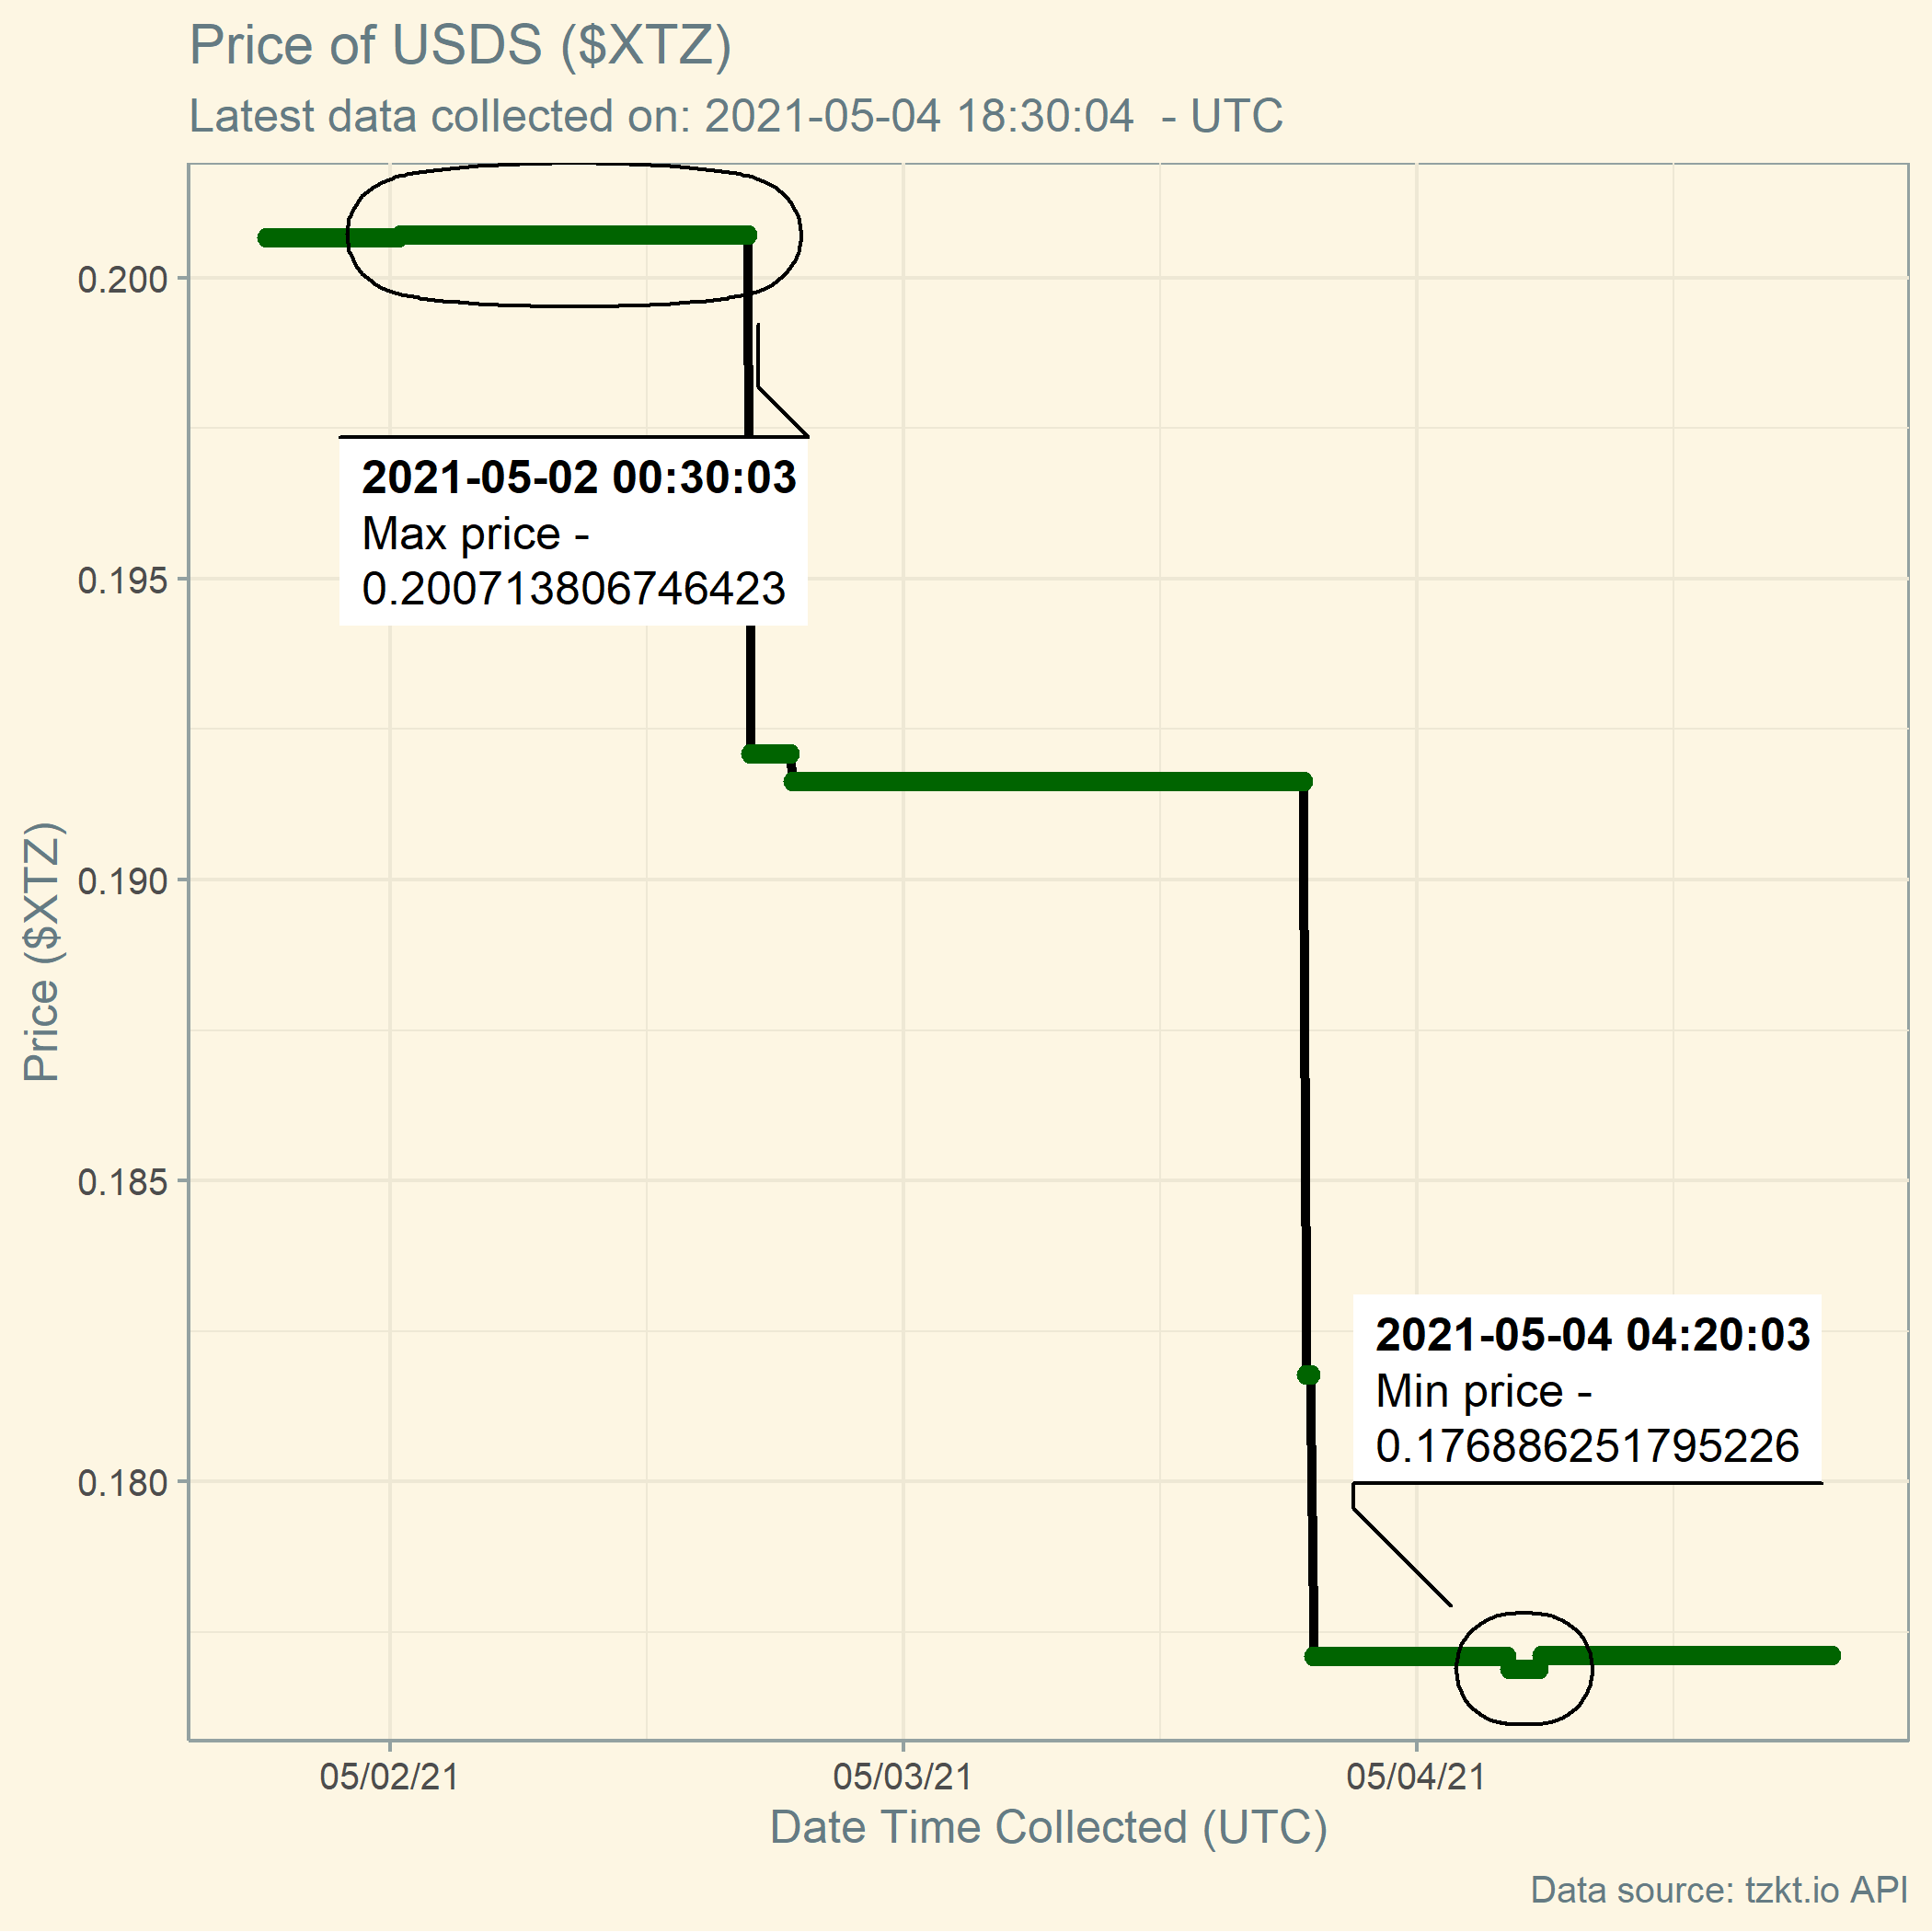 Price of USDS ($XTZ)
Latest data collected on: 2021-05-04 18:30:04  - UTC
0.200
0.195
0.190
0.185
0.180
Price ($XTZ)
2021-05-02 00:30:03
Max price -
0.200713806746423
2021-05-04 04:20:03
Min price -
0.176886251795226
05/02/21
05/03/21
05/04/21
Date Time Collected (UTC)
Data source: tzkt.io API